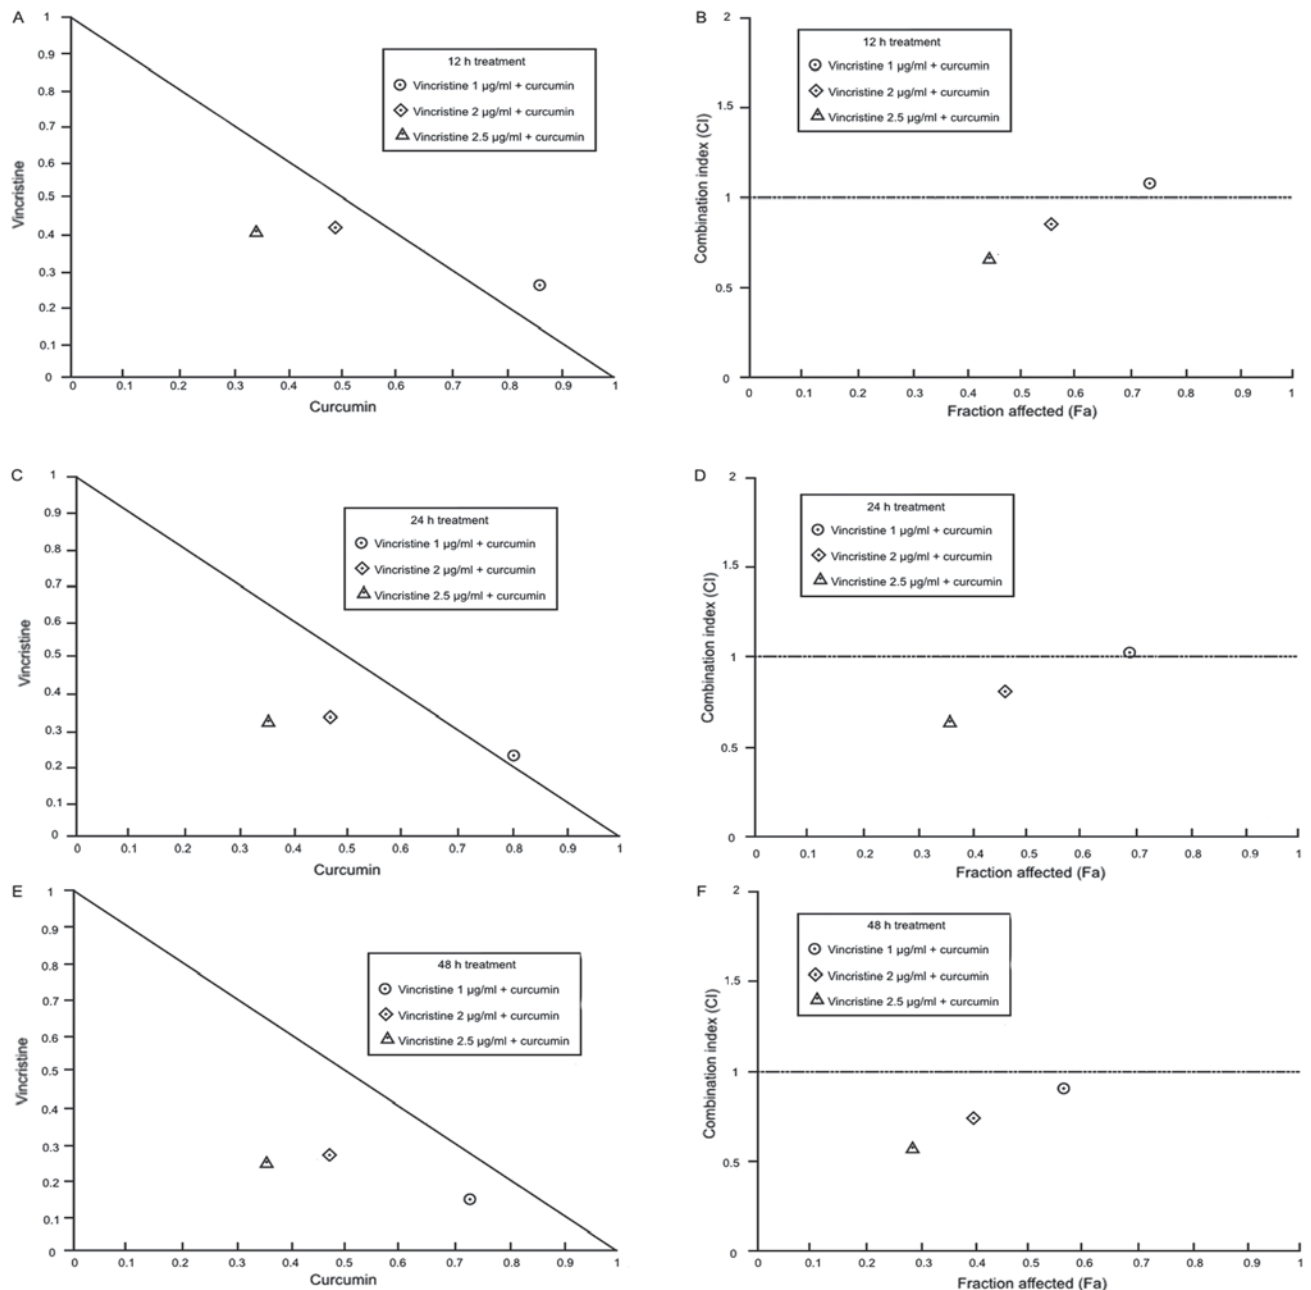 A
1
0.9
0.8
0.7
0.6
0.5
0.4
0.3
0.2
0.1
0
Vincristine
12 h treatment
Vincristine 1 µg/ml + curcumin
Vincristine 2 µg/ml + curcumin
Vincristine 2.5 µg/ml + curcumin
0 0.1 0.2 0.3 0.4 0.5 0.6 0.7 0.8 0.9 1
Curcumin
B
2
1.5
1
0.5
0
Combination index (CI)
12 h treatment
Vincristine 1 µg/ml + curcumin
Vincristine 2 µg/ml + curcumin
Vincristine 2.5 µg/ml + curcumin
0 0.1 0.2 0.3 0.4 0.5 0.6 0.7 0.8 0.9 1
Fraction affected (Fa)
C
1
0.9
0.8
0.7
0.6
0.5
0.4
0.3
0.2
0.1
0
Vincristine
24 h treatment
Vincristine 1 µg/ml + curcumin
Vincristine 2 µg/ml + curcumin
Vincristine 2.5 µg/ml + curcumin
0 0.1 0.2 0.3 0.4 0.5 0.6 0.7 0.8 0.9 1
Curcumin
D
2
1.5
1
0.5
0
Combination index (CI)
24 h treatment
Vincristine 1 µg/ml + curcumin
Vincristine 2 µg/ml + curcumin
Vincristine 2.5 µg/ml + curcumin
0 0.1 0.2 0.3 0.4 0.5 0.6 0.7 0.8 0.9 1
Fraction affected (Fa)
E
1
0.9
0.8
0.7
0.6
0.5
0.4
0.3
0.2
0.1
0
Vincristine
48 h treatment
Vincristine 1 µg/ml + curcumin
Vincristine 2 µg/ml + curcumin
Vincristine 2.5 µg/ml + curcumin
0 0.1 0.2 0.3 0.4 0.5 0.6 0.7 0.8 0.9 1
Curcumin
F
2
1.5
1
0.5
0
Combination index (CI)
48 h treatment
Vincristine 1 µg/ml + curcumin
Vincristine 2 µg/ml + curcumin
Vincristine 2.5 µg/ml + curcumin
0 0.1 0.2 0.3 0.4 0.5 0.6 0.7 0.8 0.9 1
Fraction affected (Fa)